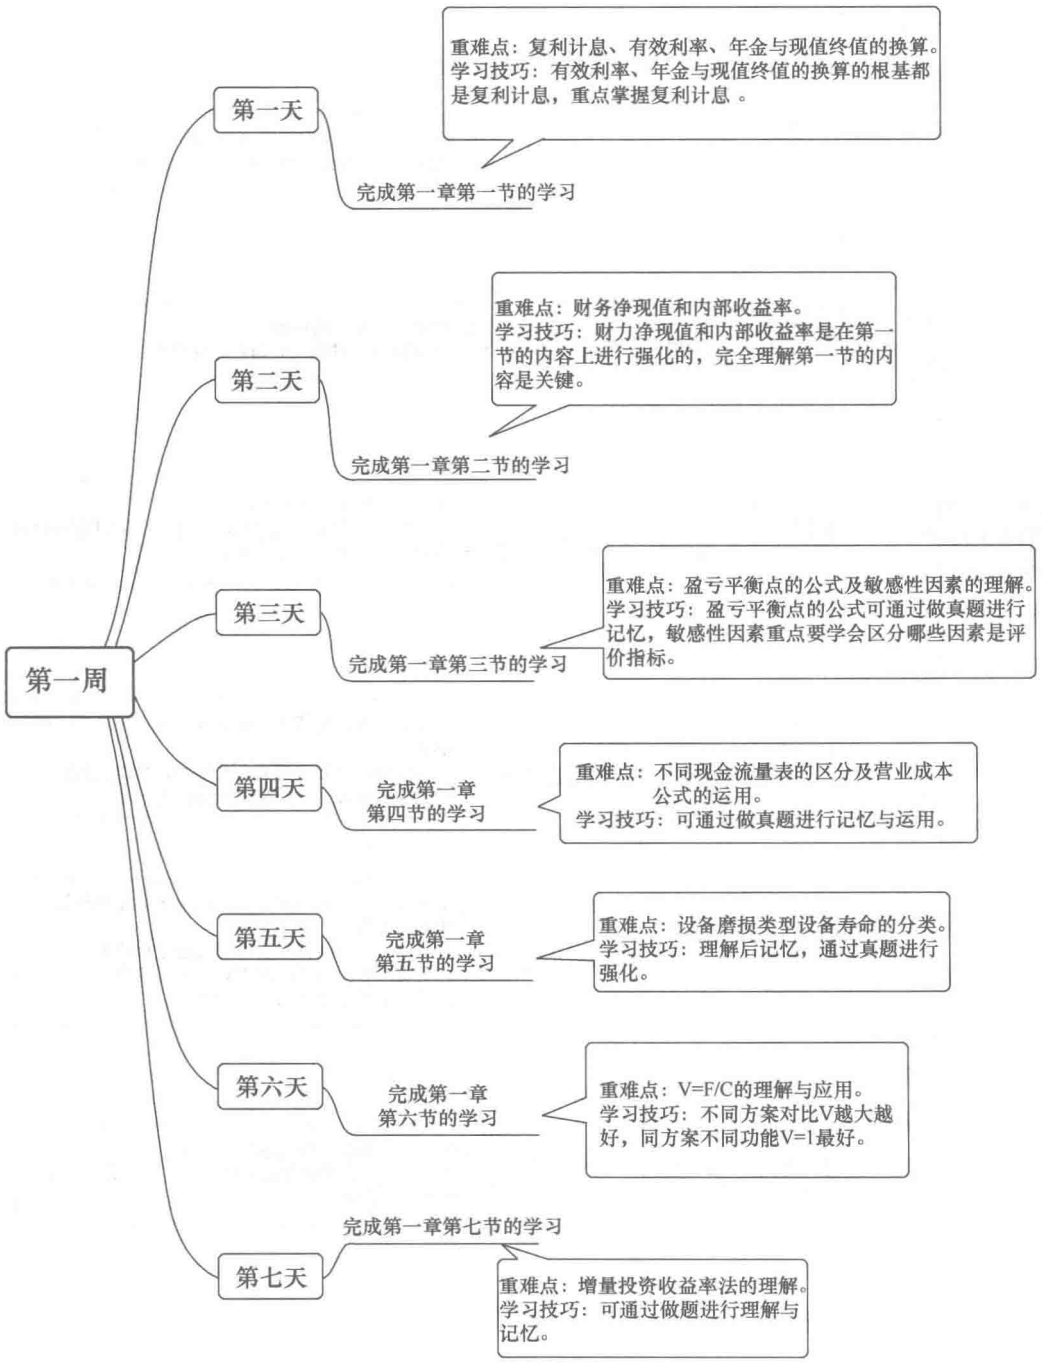 重难点：复利计息、有效利率、年金与现值终值的换算。
学习技巧：有效利率、年金与现值终值的换算的根基都
是复利计息，重点掌握复利计息 。
第一天
完成第一章第一节的学习
重难点：财务净现值和内部收益率。
学习技巧：财力净现值和内部收益率是在第一
节的内容上进行强化的，完全理解第一节的内
容是关键。
第二天
完成第一章第二节的学习
重难点：盈亏平衡点的公式及敏感性因素的理解。
学习技巧：盈亏平衡点的公式可通过做真题进行
记忆，敏感性因素重点要学会区分哪些因素是评
价指标。
第三天
完成第一章第三节的学习
第一周
重难点：不同现金流量表的区分及营业成本
公式的运用。
学习技巧：可通过做真题进行记忆与运用。
第四天
完成第一章
第四节的学习
重难点：设备磨损类型设备寿命的分类。
学习技巧：理解后记忆，通过真题进行
强化。
第五天
完成第一章
第五节的学习
重难点：V=F/C的理解与应用。
学习技巧：不同方案对比V越大越
好，同方案不同功能V=1最好。
第六天
完成第一章
第六节的学习
完成第一章第七节的学习
第七天
重难点：增量投资收益率法的理解。
学习技巧：可通过做题进行理解与
记忆。